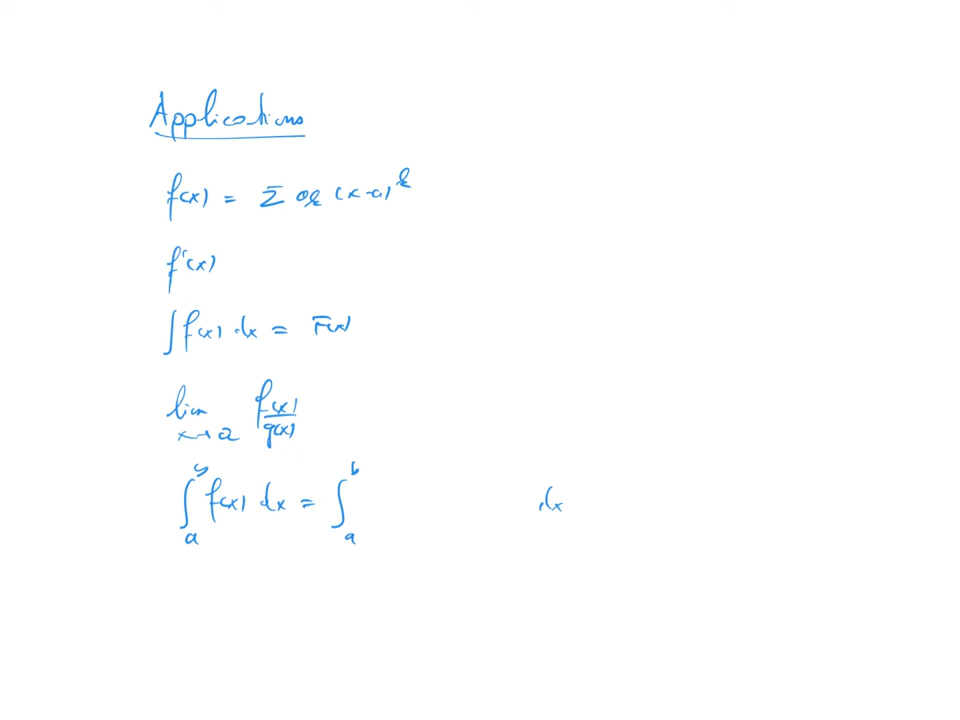 Applications
f(x) = Σ a_k (x-a)^k
f'(x)
∫ f(x) dx = F(x)
lim_{x→a} f(x)/g(x)
∫_a^b f(x) dx = ∫_a^b dx